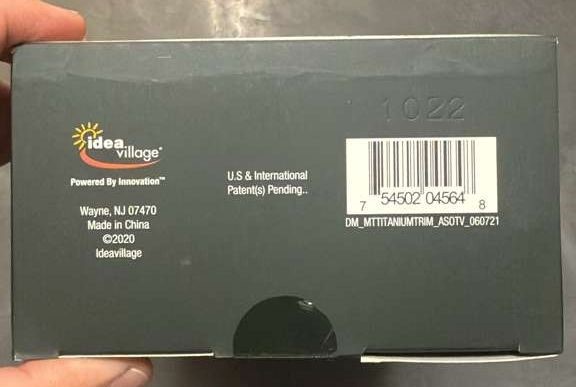 1022
idea
village®
Powered By Innovation™
Wayne, NJ 07470
Made in China
©2020
Ideavillage
U.S & International
Patent(s) Pending..
7 54502 04564 8
DM_MTTITANIUMTRIM_ASOTV_060721